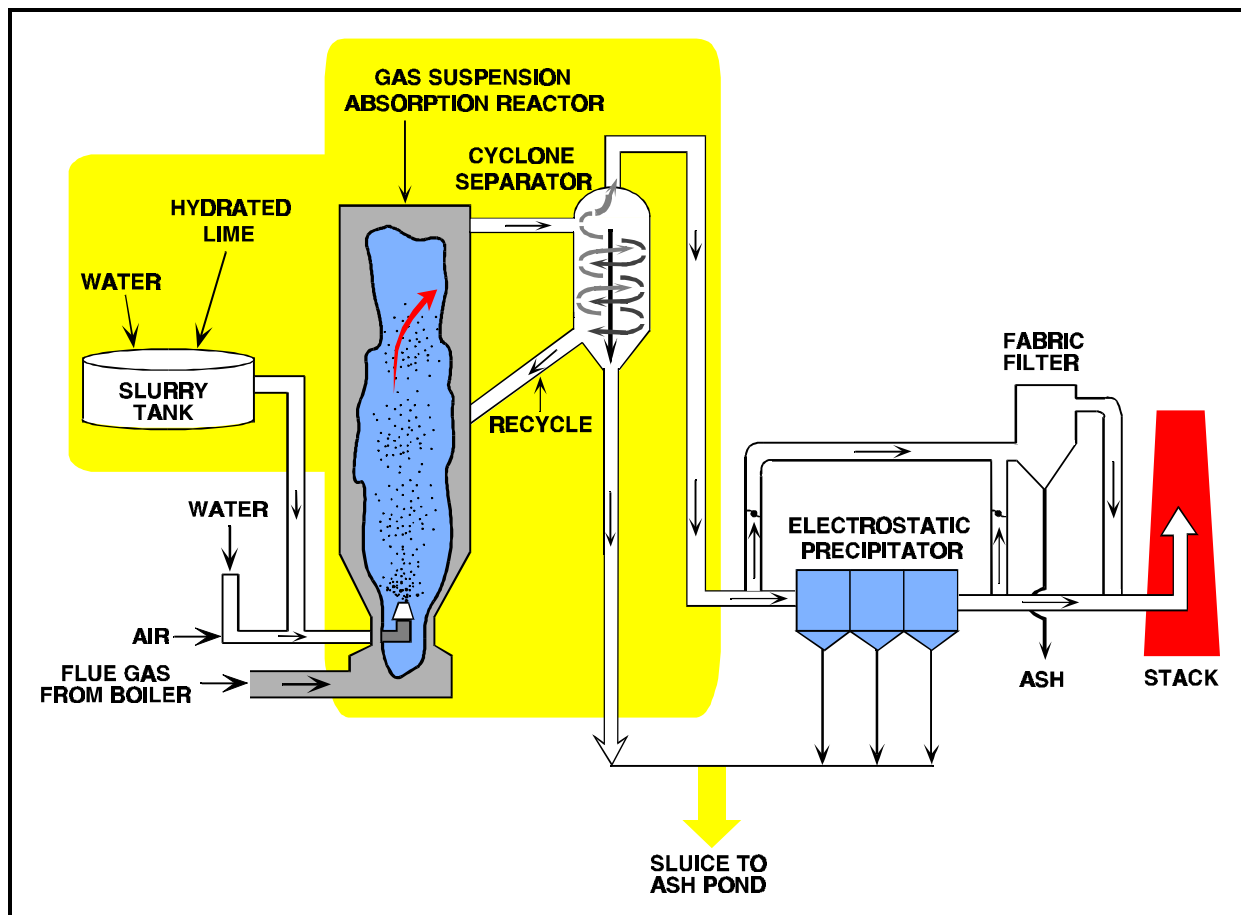 GAS SUSPENSION
ABSORPTION REACTOR
CYCLONE
SEPARATOR
HYDRATED
LIME
WATER
SLURRY
TANK
RECYCLE
FABRIC
FILTER
WATER
ELECTROSTATIC
PRECIPITATOR
AIR
FLUE GAS
FROM BOILER
ASH
STACK
SLUICE TO
ASH POND